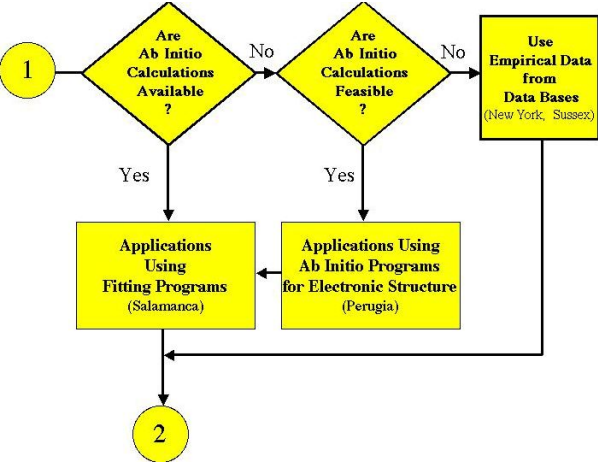 1
Are
Ab Initio
Calculations
Available
?
No
Are
Ab Initio
Calculations
Feasible
?
No
Use
Empirical Data
from
Data Bases
(New York, Sussex)
Yes
Yes
Applications
Using
Fitting Programs
(Salamanca)
Applications Using
Ab Initio Programs
for Electronic Structure
(Perugia)
2